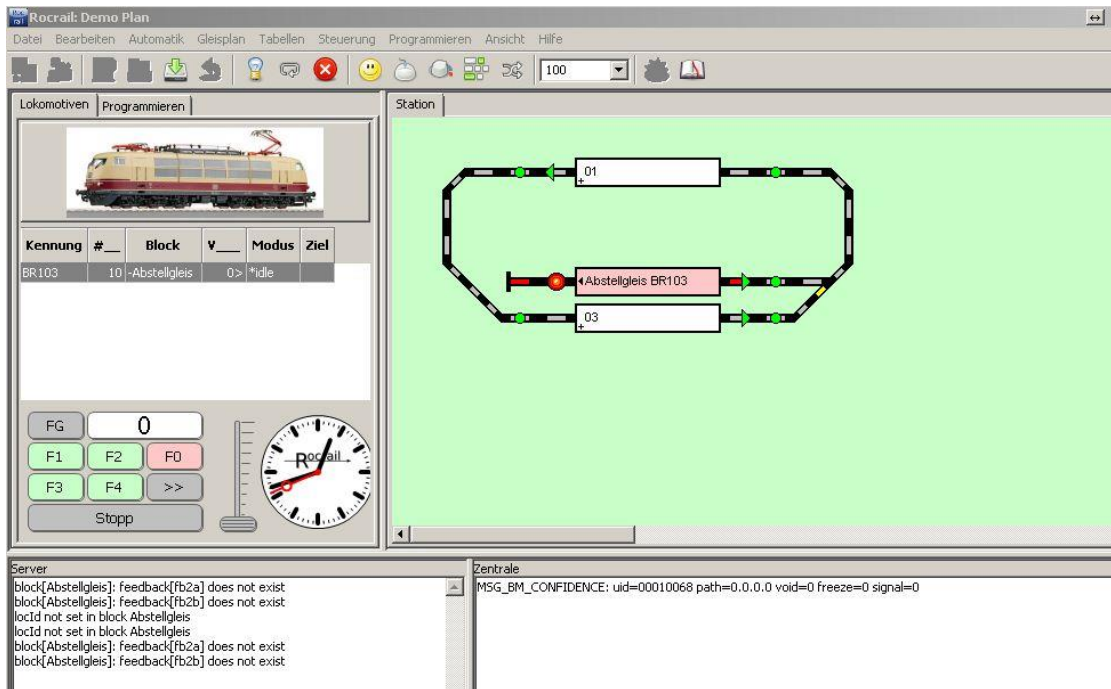 Roc rail Rocrail: Demo Plan
Datei Bearbeiten Automatik Gleisplan Tabellen Steuerung Programmieren Ansicht Hilfe
100
Lokomotiven Programmieren
Station
01
+
Kennung #__ Block V___ Modus Ziel
BR103 10 -Abstellgleis 0> *idle
Abstellgleis BR103
03
+
FG 0
F1 F2 F0
F3 F4 >>
Stopp
Rocrail
Server
block[Abstellgleis]: feedback[fb2a] does not exist
block[Abstellgleis]: feedback[fb2b] does not exist
locId not set in block Abstellgleis
locId not set in block Abstellgleis
block[Abstellgleis]: feedback[fb2a] does not exist
block[Abstellgleis]: feedback[fb2b] does not exist
Zentrale
MSG_BM_CONFIDENCE: uid=00010068 path=0.0.0.0 void=0 freeze=0 signal=0